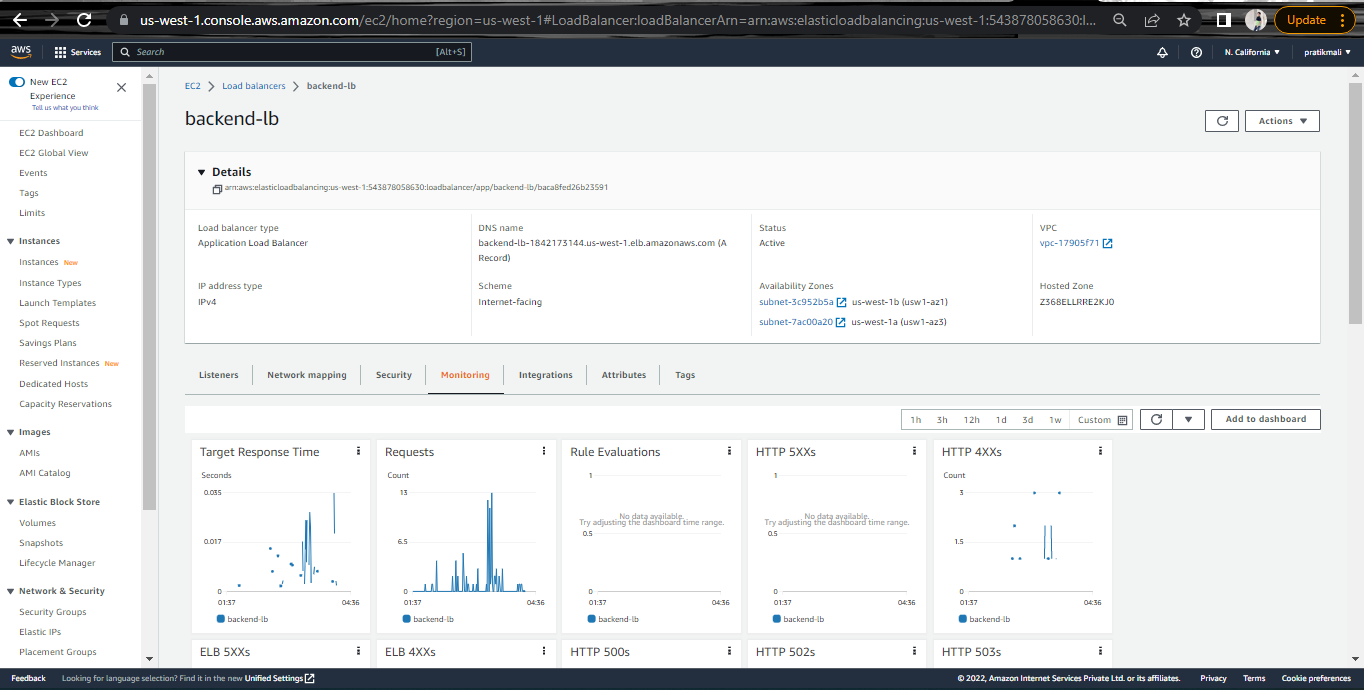 us-west-1.console.aws.amazon.com/ec2/home?region=us-west-1#LoadBalancer:loadBalancerArn=arn:aws:elasticloadbalancing:us-west-1:543878058630:l...
Update
aws
Services
Search
[Alt+S]
N. California
pratikmali
New EC2
Experience
Tell us what you think
EC2 Dashboard
EC2 Global View
Events
Tags
Limits
Instances
Instances New
Instance Types
Launch Templates
Spot Requests
Savings Plans
Reserved Instances New
Dedicated Hosts
Capacity Reservations
Images
AMIs
AMI Catalog
Elastic Block Store
Volumes
Snapshots
Lifecycle Manager
Network & Security
Security Groups
Elastic IPs
Placement Groups
EC2 > Load balancers > backend-lb
backend-lb
Actions
Details
arn:aws:elasticloadbalancing:us-west-1:543878058630:loadbalancer/app/backend-lb/baca8fed26b23591
Load balancer type
Application Load Balancer
DNS name
backend-lb-1842173144.us-west-1.elb.amazonaws.com (A
Record)
Status
Active
VPC
vpc-17905f71
IP address type
IPv4
Scheme
Internet-facing
Availability Zones
subnet-3c952b5a us-west-1b (usw1-az1)
subnet-7ac00a20 us-west-1a (usw1-az3)
Hosted Zone
Z368ELLRRE2KJ0
Listeners
Network mapping
Security
Monitoring
Integrations
Attributes
Tags
1h 3h 12h 1d 3d 1w Custom
Add to dashboard
Target Response Time
Seconds
0.035
0.017
0
01:37 04:36
backend-lb
Requests
Count
13
6.5
0
01:37 04:36
backend-lb
Rule Evaluations
1
No data available.
Try adjusting the dashboard time range.
0.5
0
01:37 04:36
backend-lb
HTTP 5XXs
1
No data available.
Try adjusting the dashboard time range.
0.5
0
01:37 04:36
backend-lb
HTTP 4XXs
Count
3
1.5
0
01:37 04:36
backend-lb
ELB 5XXs
ELB 4XXs
HTTP 500s
HTTP 502s
HTTP 503s
Feedback
Looking for language selection? Find it in the new Unified Settings
© 2022, Amazon Internet Services Private Ltd. or its affiliates.
Privacy
Terms
Cookie preferences